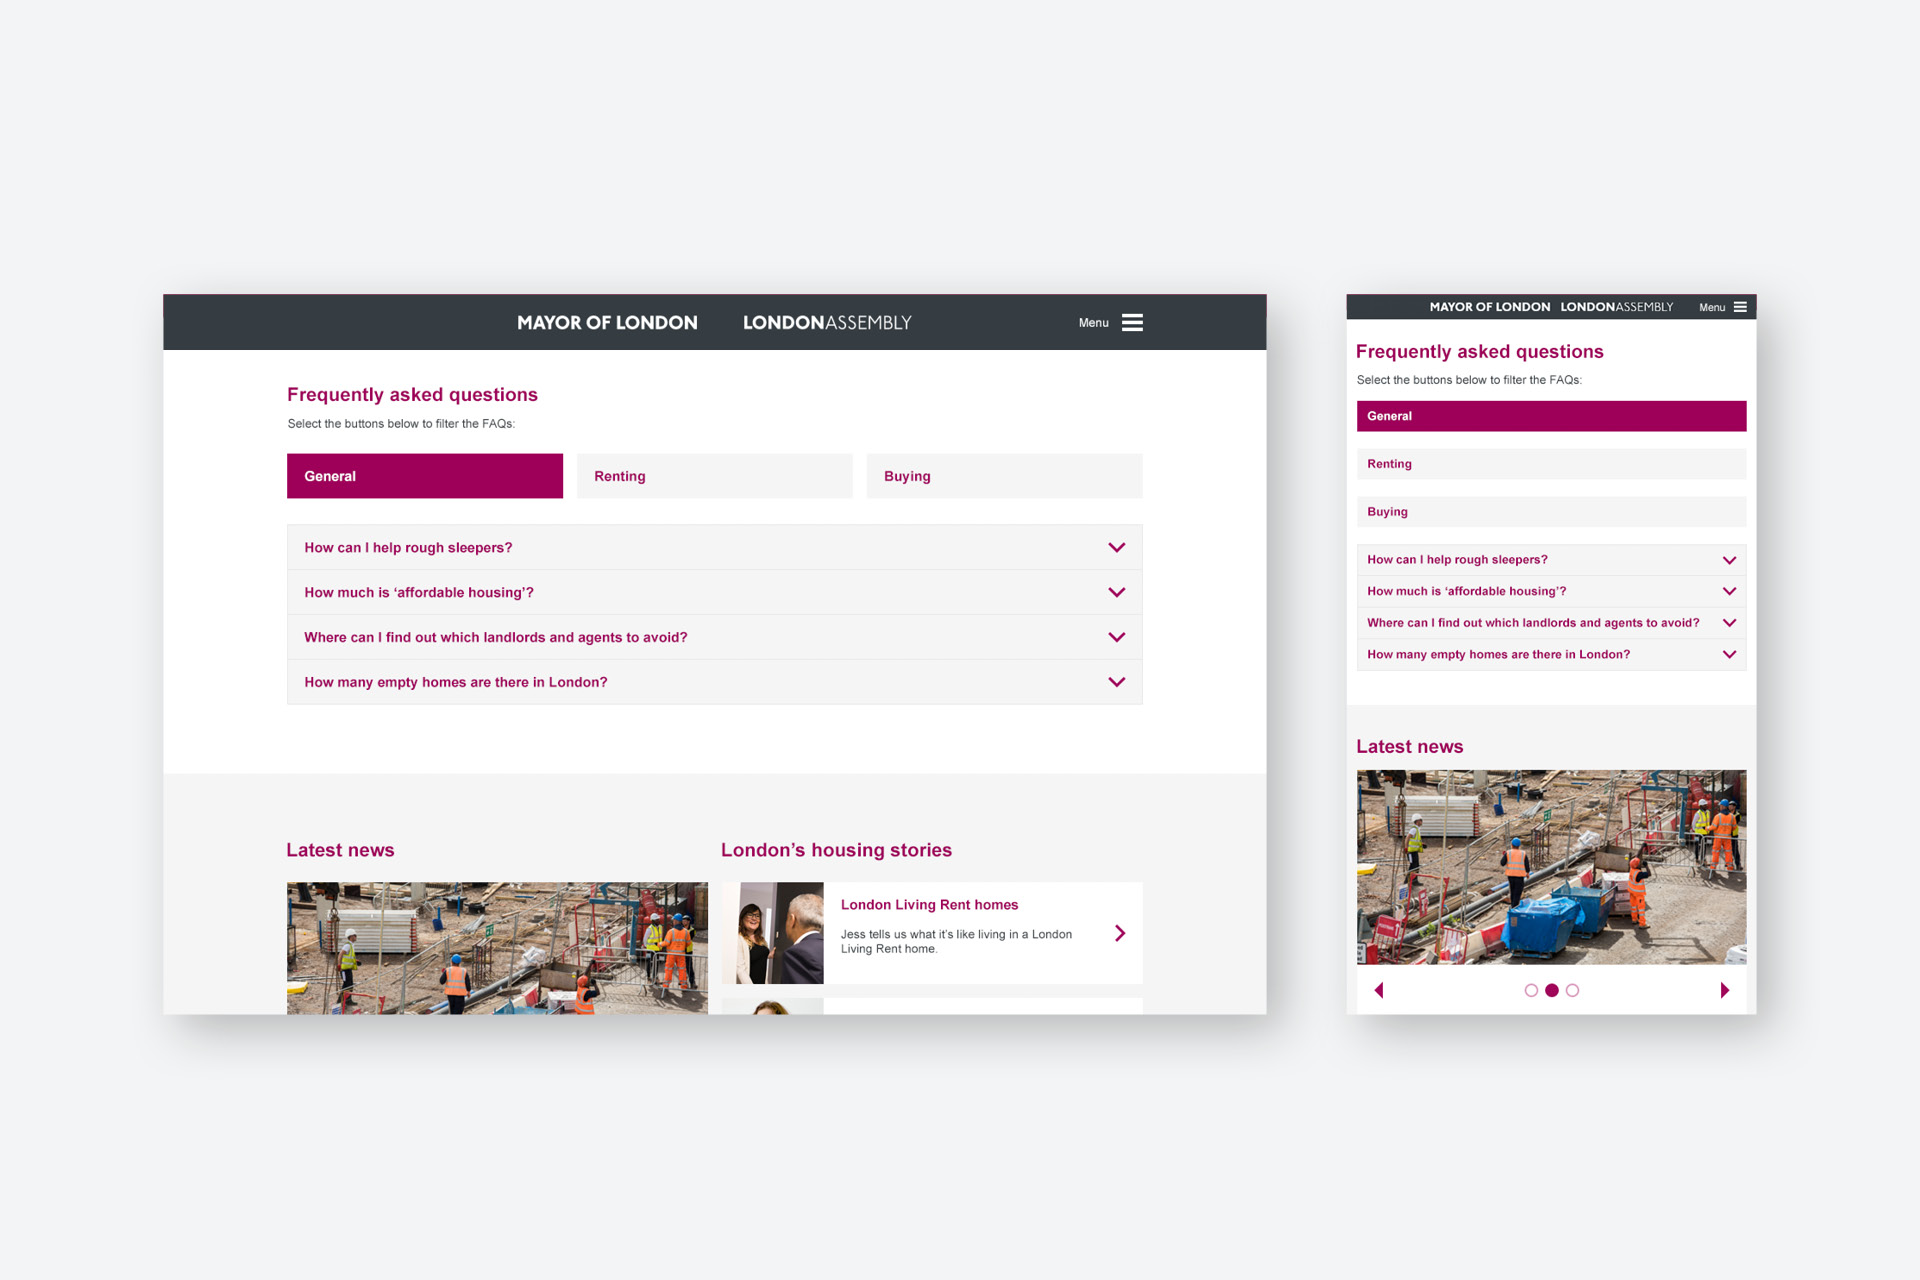 MAYOR OF LONDON LONDONASSEMBLY Menu
Frequently asked questions
Select the buttons below to filter the FAQs:
General
Renting
Buying
How can I help rough sleepers?
How much is ‘affordable housing’?
Where can I find out which landlords and agents to avoid?
How many empty homes are there in London?
Latest news
London’s housing stories
London Living Rent homes
Jess tells us what it’s like living in a London
Living Rent home.
MAYOR OF LONDON LONDONASSEMBLY Menu
Frequently asked questions
Select the buttons below to filter the FAQs:
General
Renting
Buying
How can I help rough sleepers?
How much is ‘affordable housing’?
Where can I find out which landlords and agents to avoid?
How many empty homes are there in London?
Latest news